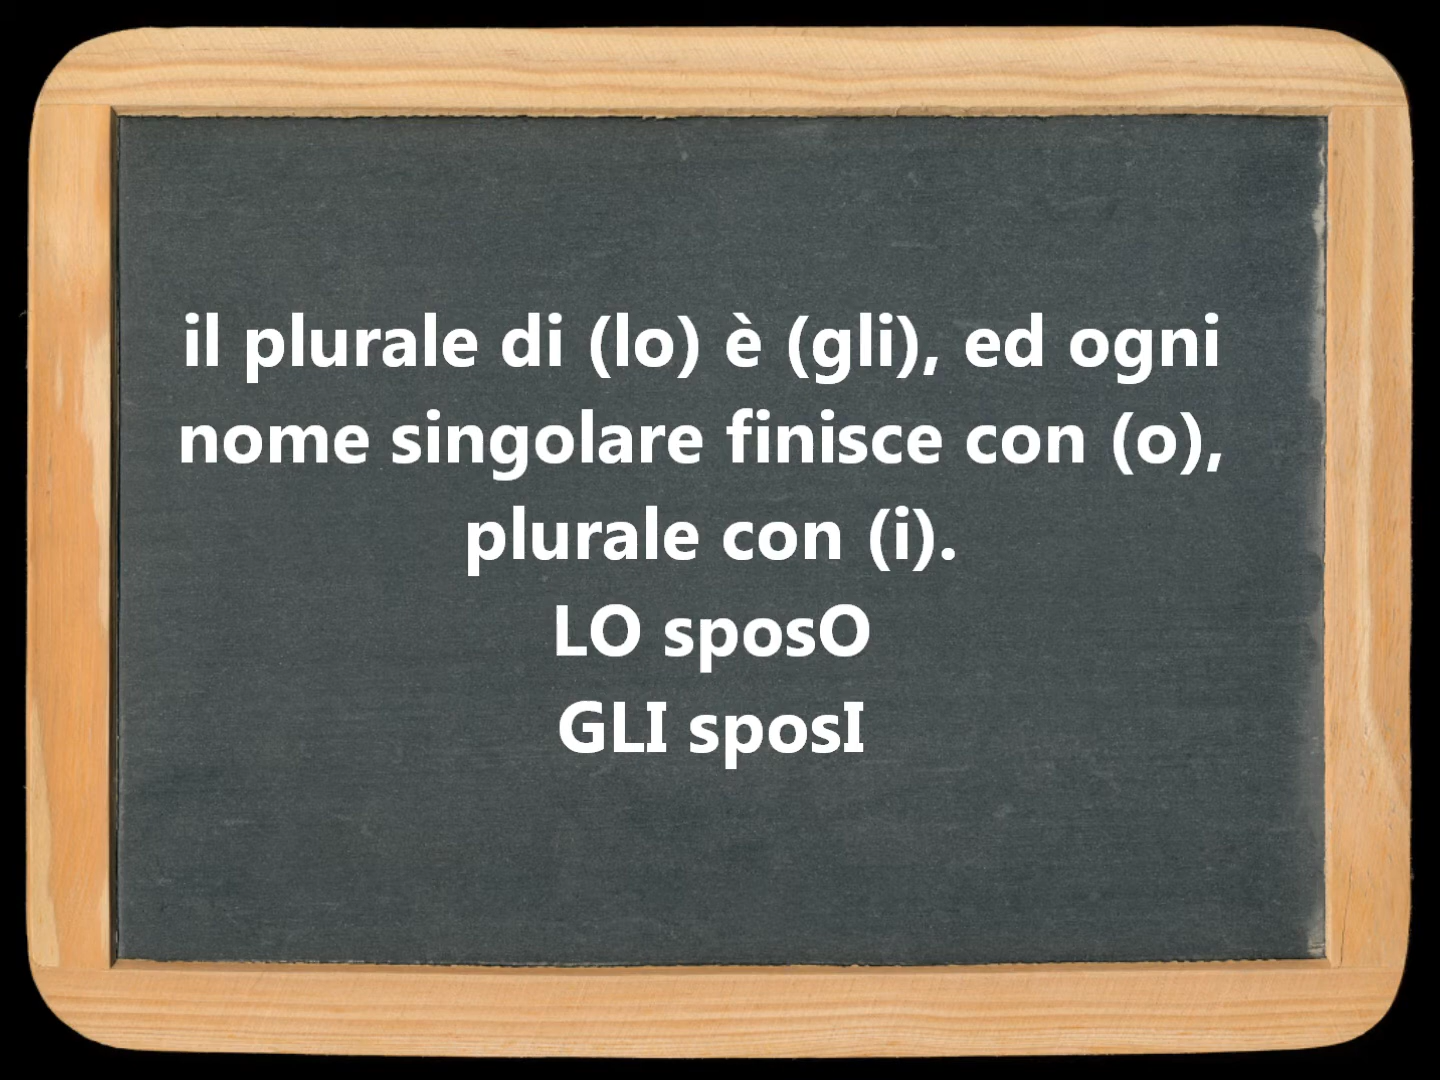 il plurale di (lo) è (gli), ed ogni
nome singolare finisce con (o),
plurale con (i).
LO sposO
GLI sposI